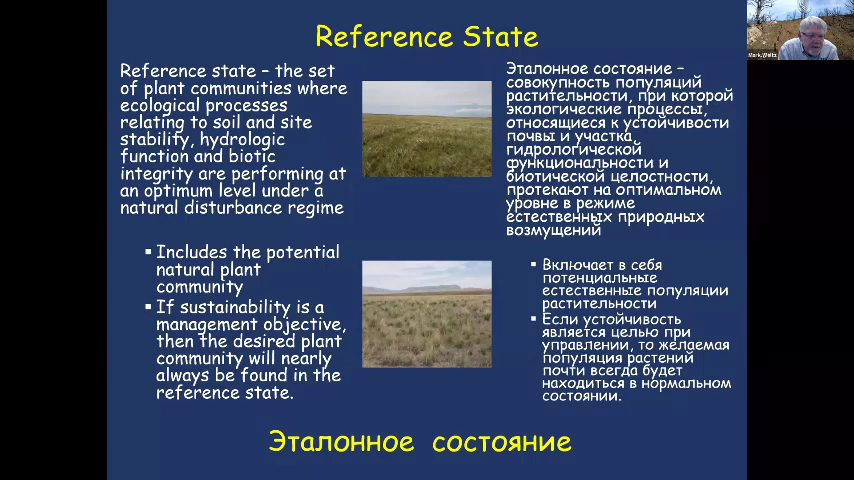 Reference State
Reference state – the set
of plant communities where
ecological processes
relating to soil and site
stability, hydrologic
function and biotic
integrity are performing at
an optimum level under a
natural disturbance regime
▪ Includes the potential
natural plant
community
▪ If sustainability is a
management objective,
then the desired plant
community will nearly
always be found in the
reference state.
Эталонное состояние –
совокупность популяций
растительности, при которой
экологические процессы,
относящиеся к устойчивости
почвы и участка,
гидрологической
функциональности и
биотической целостности,
протекают на оптимальном
уровне в режиме
естественных природных
возмущений
▪ Включает в себя
потенциальные
естественные популяции
растительности
▪ Если устойчивость
является целью при
управлении, то желаемая
популяция растений
почти всегда будет
находиться в нормальном
состоянии.
Эталонное состояние
Mark.Weltz